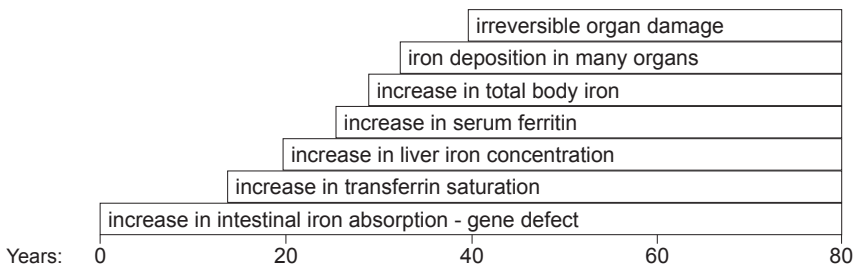 irreversible organ damage
iron deposition in many organs
increase in total body iron
increase in serum ferritin
increase in liver iron concentration
increase in transferrin saturation
increase in intestinal iron absorption - gene defect
Years: 0 20 40 60 80